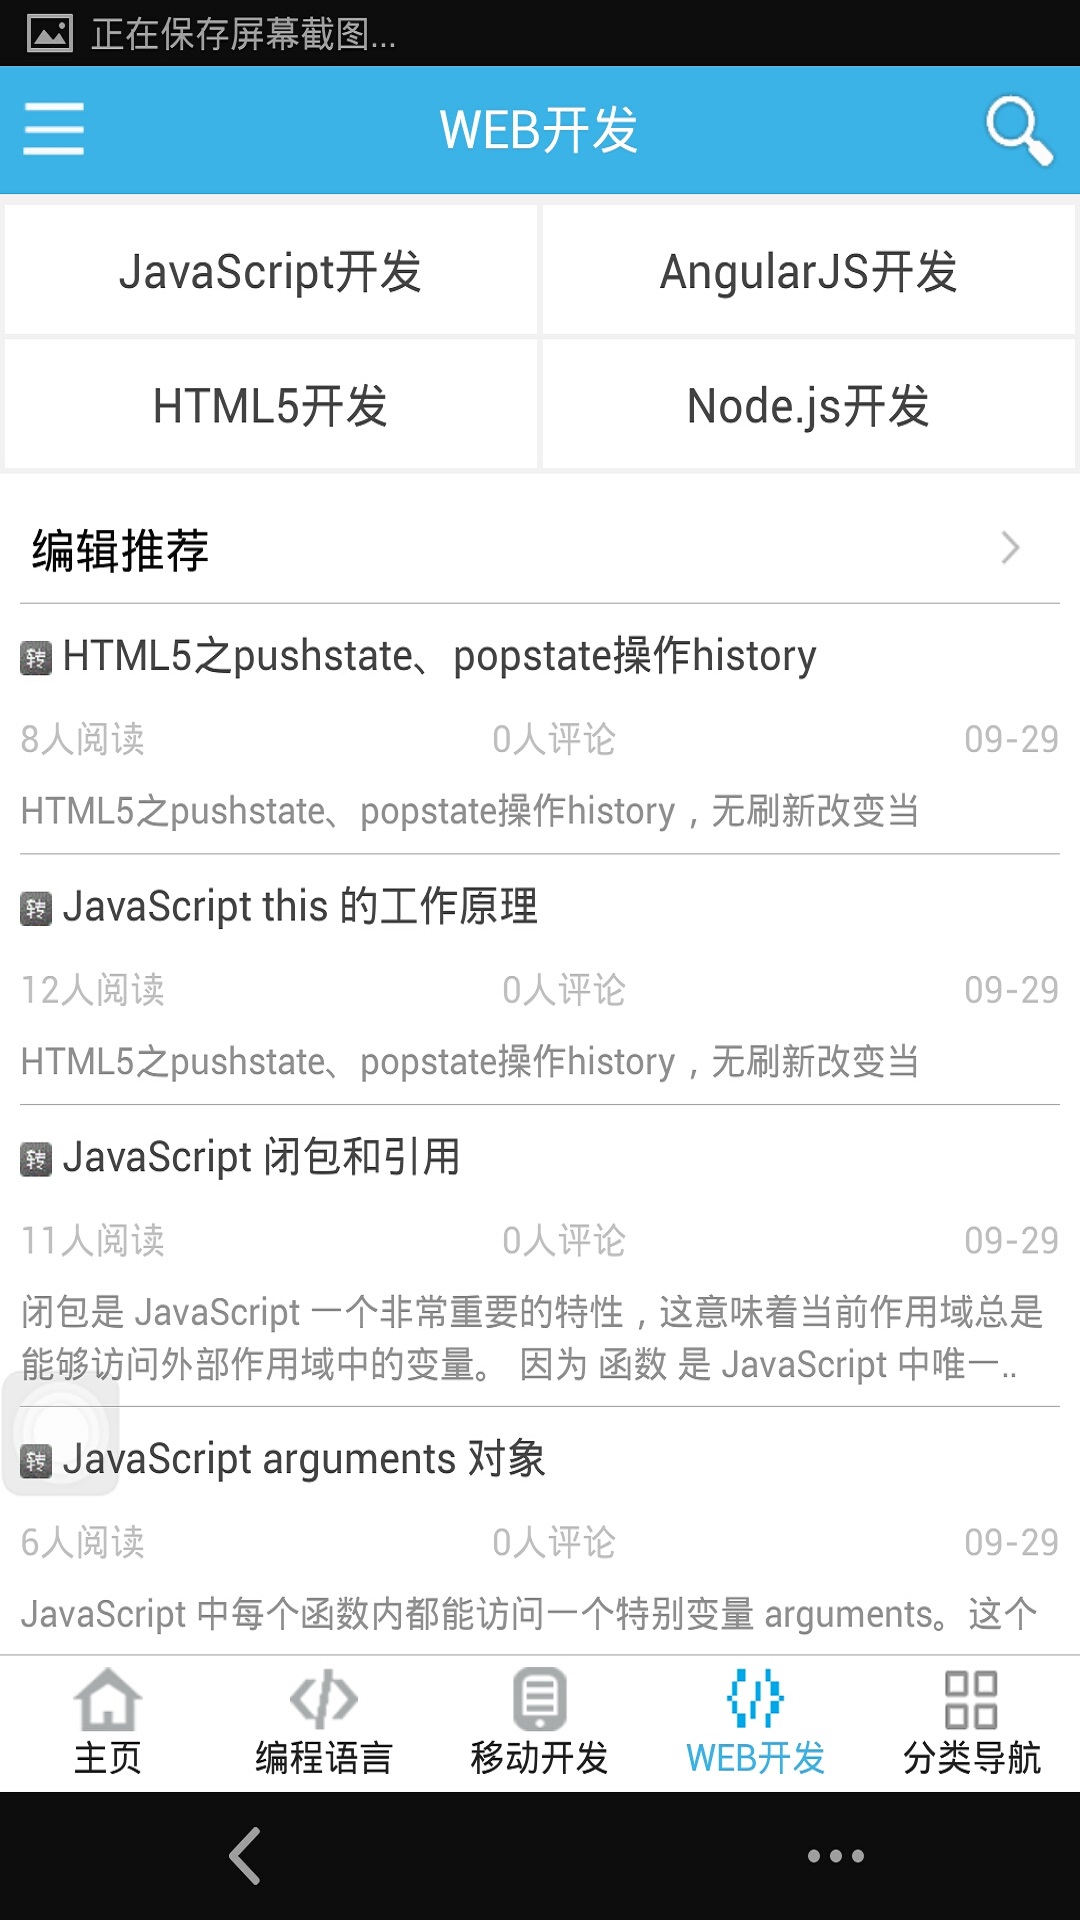 正在保存屏幕截图...
WEB开发
JavaScript开发
AngularJS开发
HTML5开发
Node.js开发
编辑推荐
转 HTML5之pushstate、popstate操作history
8人阅读 0人评论 09-29
HTML5之pushstate、popstate操作history，无刷新改变当
转 JavaScript this 的工作原理
12人阅读 0人评论 09-29
HTML5之pushstate、popstate操作history，无刷新改变当
转 JavaScript 闭包和引用
11人阅读 0人评论 09-29
闭包是 JavaScript 一个非常重要的特性，这意味着当前作用域总是
能够访问外部作用域中的变量。 因为 函数 是 JavaScript 中唯一..
转 JavaScript arguments 对象
6人阅读 0人评论 09-29
JavaScript 中每个函数内都能访问一个特别变量 arguments。这个
主页
编程语言
移动开发
WEB开发
分类导航